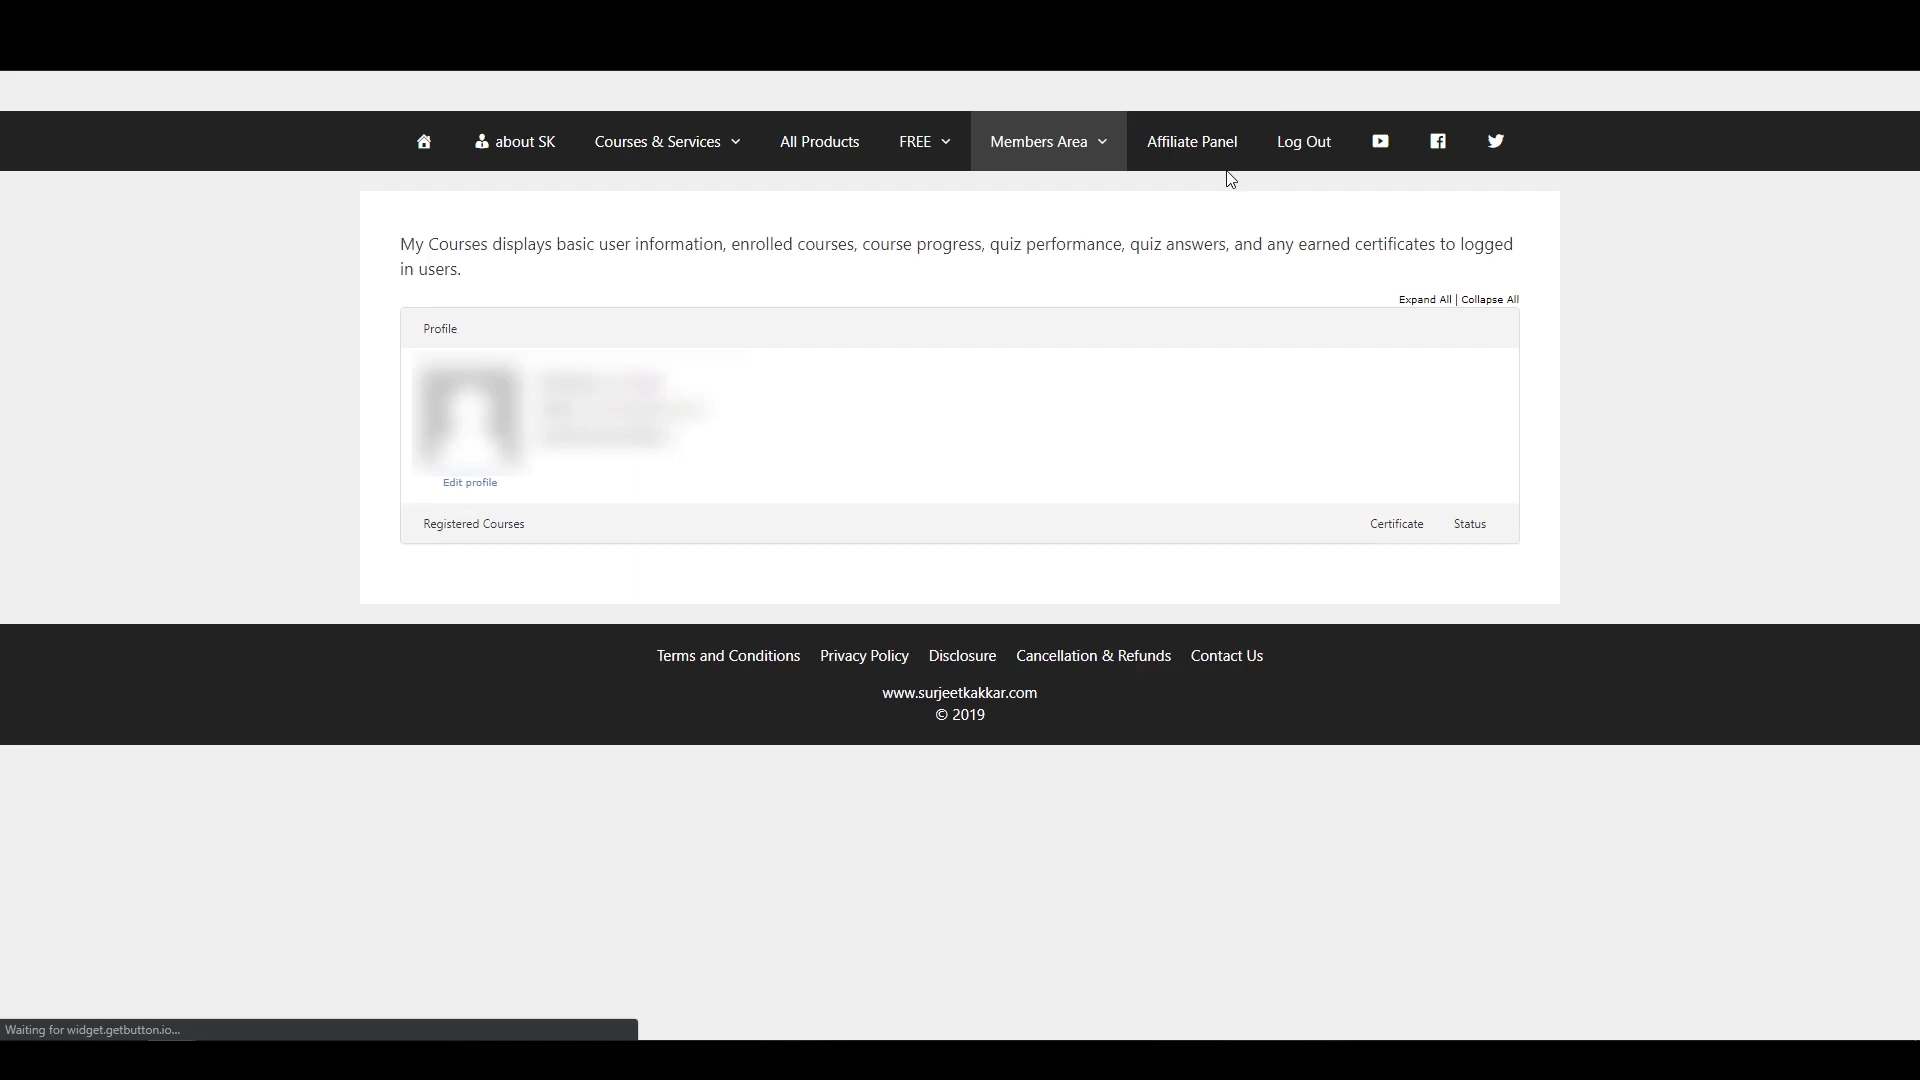 about SK Courses & Services All Products FREE Members Area Affiliate Panel Log Out
My Courses displays basic user information, enrolled courses, course progress, quiz performance, quiz answers, and any earned certificates to logged
in users.
Expand All | Collapse All
Profile
Edit profile
Registered Courses Certificate Status
Terms and Conditions Privacy Policy Disclosure Cancellation & Refunds Contact Us
www.surjeetkakkar.com
© 2019
Waiting for widget.getbutton.io...